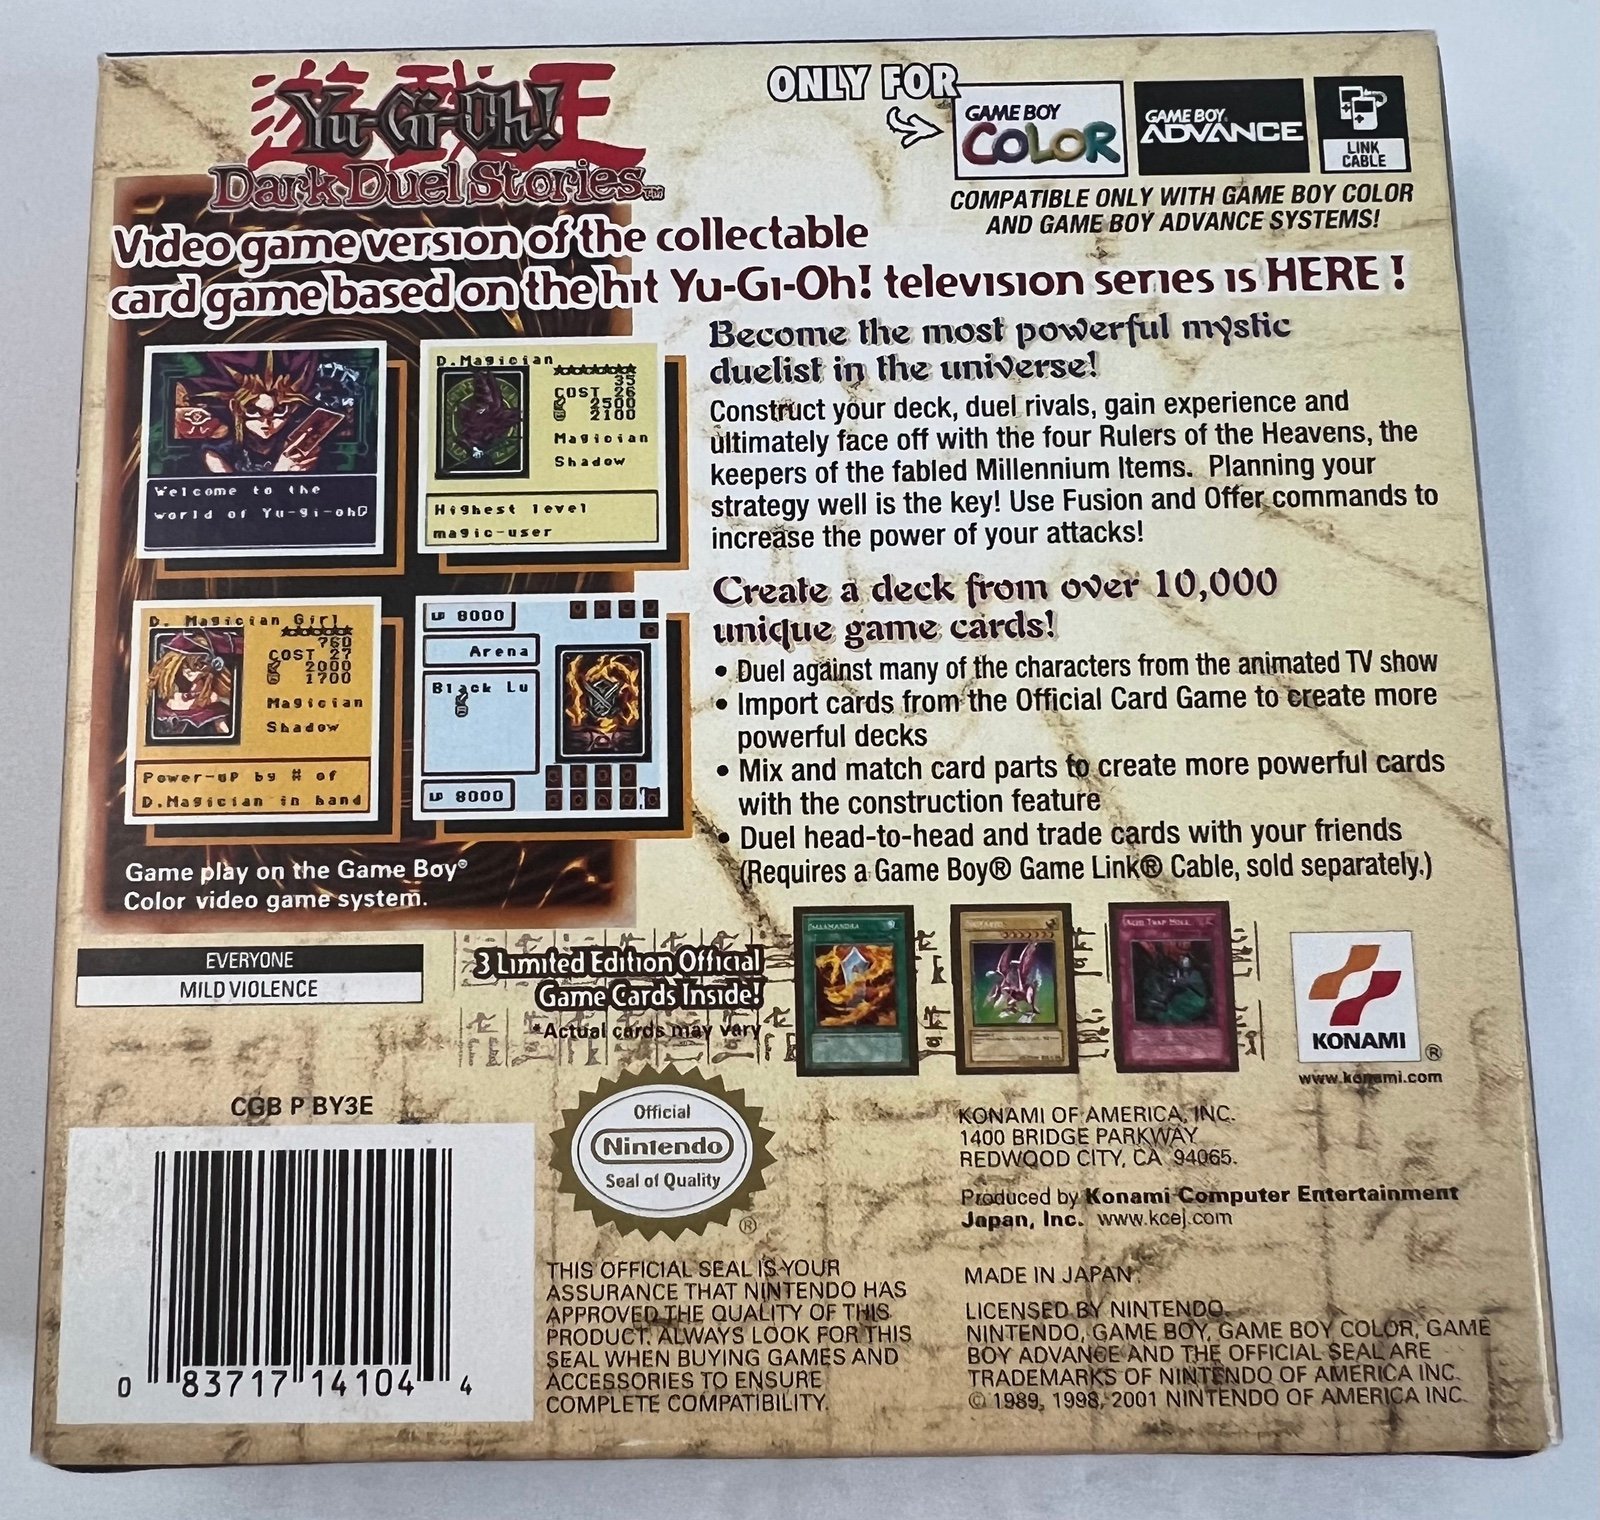 遊戯王
Yu-Gi-Oh!
Dark Duel Stories™
ONLY FOR
GAME BOY
COLOR
GAME BOY
ADVANCE
LINK
CABLE
COMPATIBLE ONLY WITH GAME BOY COLOR
AND GAME BOY ADVANCE SYSTEMS!
Video game version of the collectable
card game based on the hit Yu-Gi-Oh! television series is HERE !
Welcome to the
world of Yu-Gi-oh
D.Magician
35
COST 26
2500
2100
Magician
Shadow
Highest level
magic-user
D. Magician Girl
760
COST 27
2000
1700
Magician
Shadow
Power-up by # of
D.Magician in hand
LP 8000
Arena
Black Lu
LP 8000
Game play on the Game Boy®
Color video game system.
Become the most powerful mystic
duelist in the universe!
Construct your deck, duel rivals, gain experience and
ultimately face off with the four Rulers of the Heavens, the
keepers of the fabled Millennium Items. Planning your
strategy well is the key! Use Fusion and Offer commands to
increase the power of your attacks!
Create a deck from over 10,000
unique game cards!
• Duel against many of the characters from the animated TV show
• Import cards from the Official Card Game to create more
powerful decks
• Mix and match card parts to create more powerful cards
with the construction feature
• Duel head-to-head and trade cards with your friends
(Requires a Game Boy® Game Link® Cable, sold separately.)
EVERYONE
MILD VIOLENCE
3 Limited Edition Official
Game Cards Inside!
*Actual cards may vary
SALAMANDRA
ACID TRAP HOLE
KONAMI
®
www.konami.com
CGB P BY3E
0 83717 14104 4
Official
Nintendo
Seal of Quality
®
THIS OFFICIAL SEAL IS YOUR
ASSURANCE THAT NINTENDO HAS
APPROVED THE QUALITY OF THIS
PRODUCT. ALWAYS LOOK FOR THIS
SEAL WHEN BUYING GAMES AND
ACCESSORIES TO ENSURE
COMPLETE COMPATIBILITY.
KONAMI OF AMERICA, INC.
1400 BRIDGE PARKWAY
REDWOOD CITY, CA 94065.
Produced by Konami Computer Entertainment
Japan, Inc. www.kcej.com
MADE IN JAPAN.
LICENSED BY NINTENDO.
NINTENDO, GAME BOY, GAME BOY COLOR, GAME
BOY ADVANCE AND THE OFFICIAL SEAL ARE
TRADEMARKS OF NINTENDO OF AMERICA INC.
© 1989, 1998, 2001 NINTENDO OF AMERICA INC.